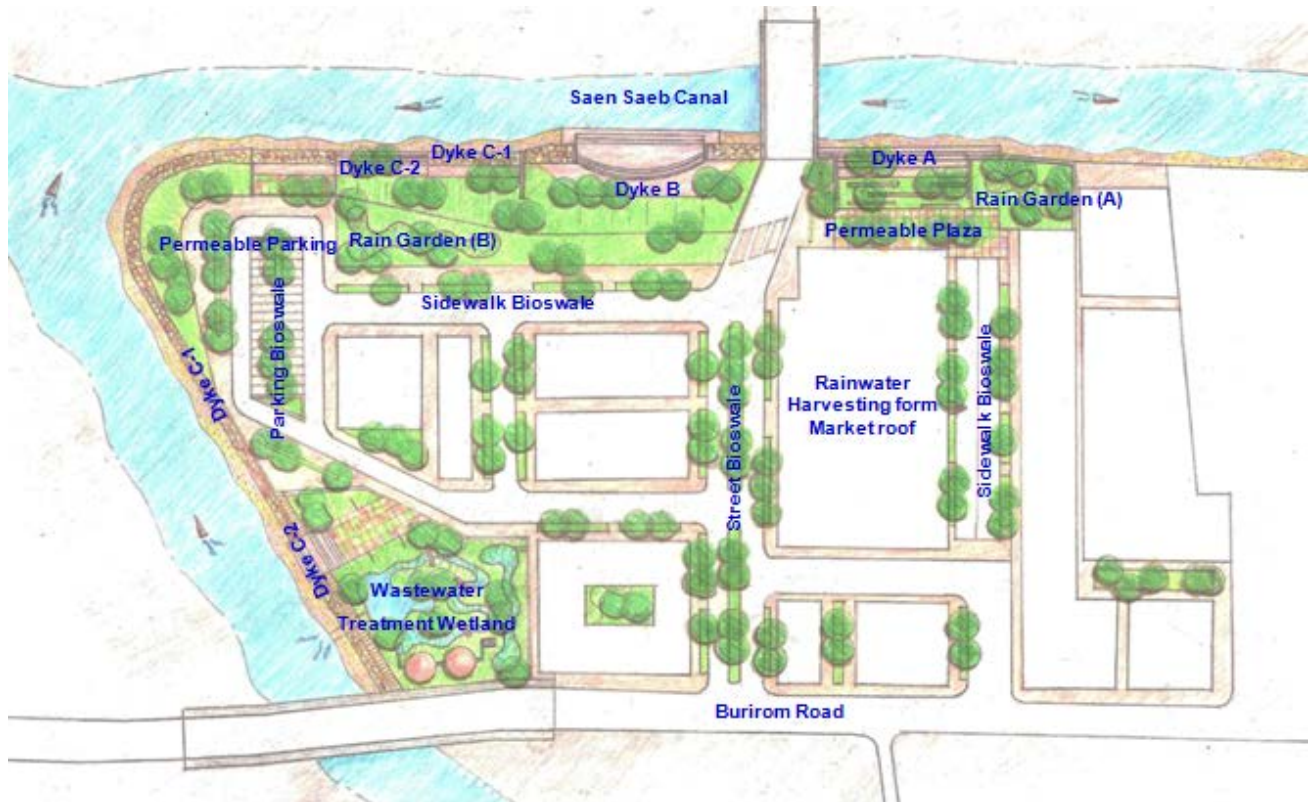 Saen Saeb Canal
Dyke C-1
Dyke A
Dyke C-2
Dyke B
Rain Garden (A)
Permeable Plaza
Permeable Parking
Rain Garden (B)
Sidewalk Bioswale
Parking Bioswale
Dyke C-1
Rainwater
Harvesting form
Market roof
Sidewalk Bioswale
Street Bioswale
Dyke C-2
Wastewater
Treatment Wetland
Burirom Road